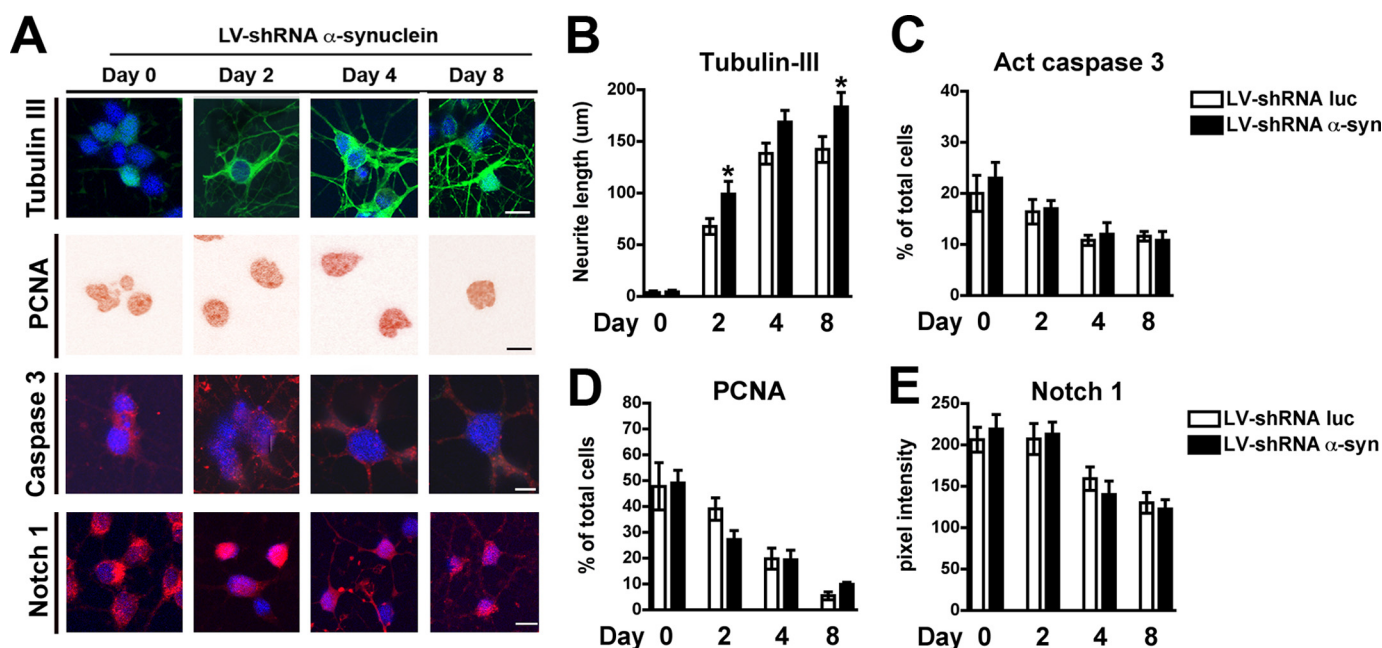 A
LV-shRNA α-synuclein
Day 0 Day 2 Day 4 Day 8
Tubulin III
PCNA
Caspase 3
Notch 1
B
Tubulin-III
Neurite length (um)
200
150
100
50
0
* *
Day 0 2 4 8
C
Act caspase 3
% of total cells
40
30
20
10
0
Day 0 2 4 8
LV-shRNA luc
LV-shRNA α-syn
D
PCNA
% of total cells
80
70
60
50
40
30
20
10
0
Day 0 2 4 8
E
Notch 1
pixel intensity
250
200
150
100
50
0
Day 0 2 4 8
LV-shRNA luc
LV-shRNA α-syn